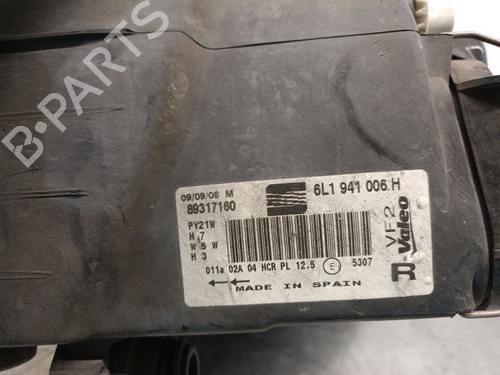 B-PARTS
09/09/06 M
89317160
6L1 941 006 H
PY21W
H 7
W 5 W
H 3
011a 02A 04 HCR PL 12.5 E 5307
MADE IN SPAIN
VF2
R Valeo